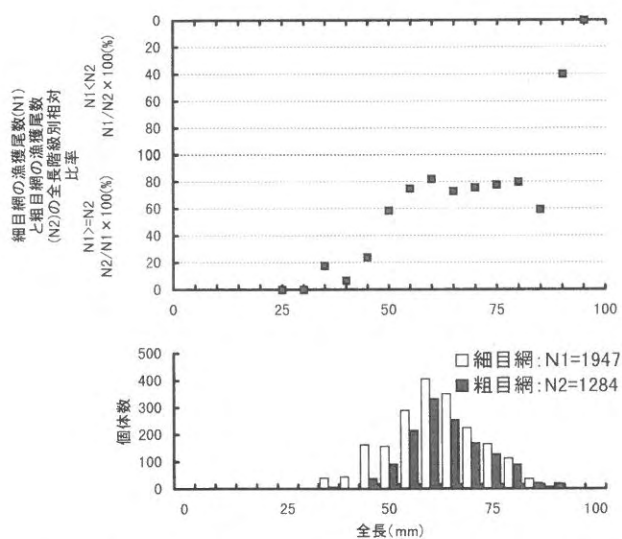 細目網の漁獲尾数(N1)
と粗目網の漁獲尾数
(N2)の全長階級別相対
比率
N1<N2
N1/N2×100(%)
N1>=N2
N2/N1×100(%)
0
20
40
60
80
100
80
60
40
20
0
0 25 50 75 100
500
400
300
200
100
0
個体数
細目網:N1=1947
粗目網:N2=1284
0 25 50 75 100
全長(mm)